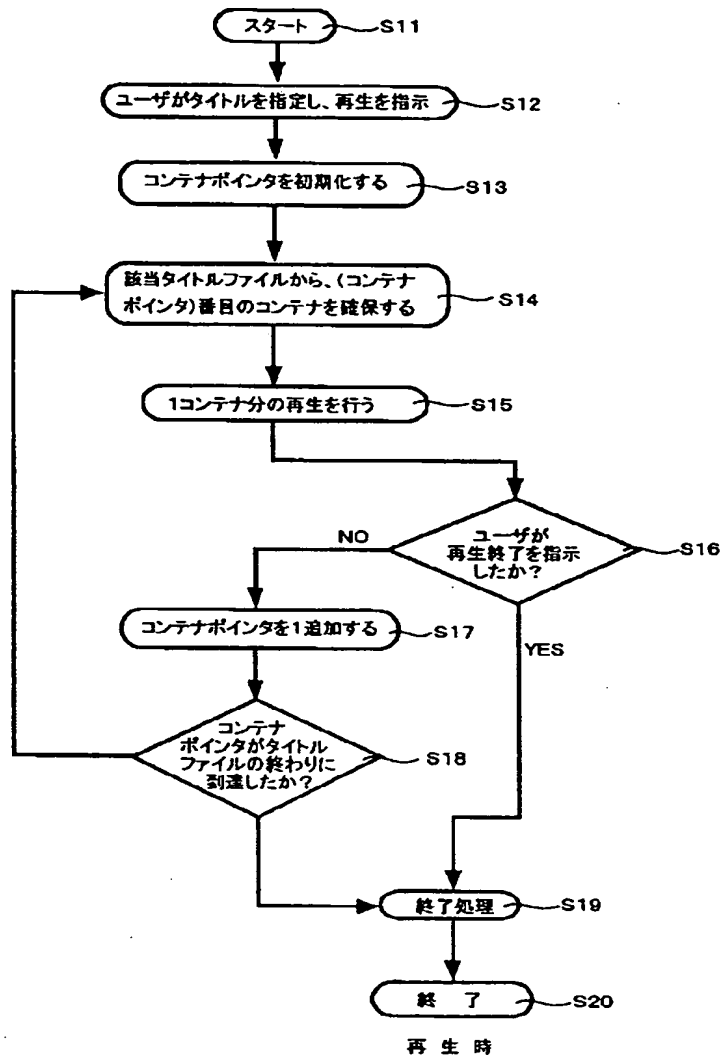 スタート
S11
ユーザがタイトルを指定し、再生を指示
S12
コンテナポインタを初期化する
S13
該当タイトルファイルから、(コンテナ
ポインタ)番目のコンテナを確保する
S14
1コンテナ分の再生を行う
S15
ユーザが
再生終了を指示
したか?
S16
NO
YES
コンテナポインタを1追加する
S17
コンテナ
ポインタがタイトル
ファイルの終わりに
到達したか?
S18
終了処理
S19
終 了
S20
再 生 時